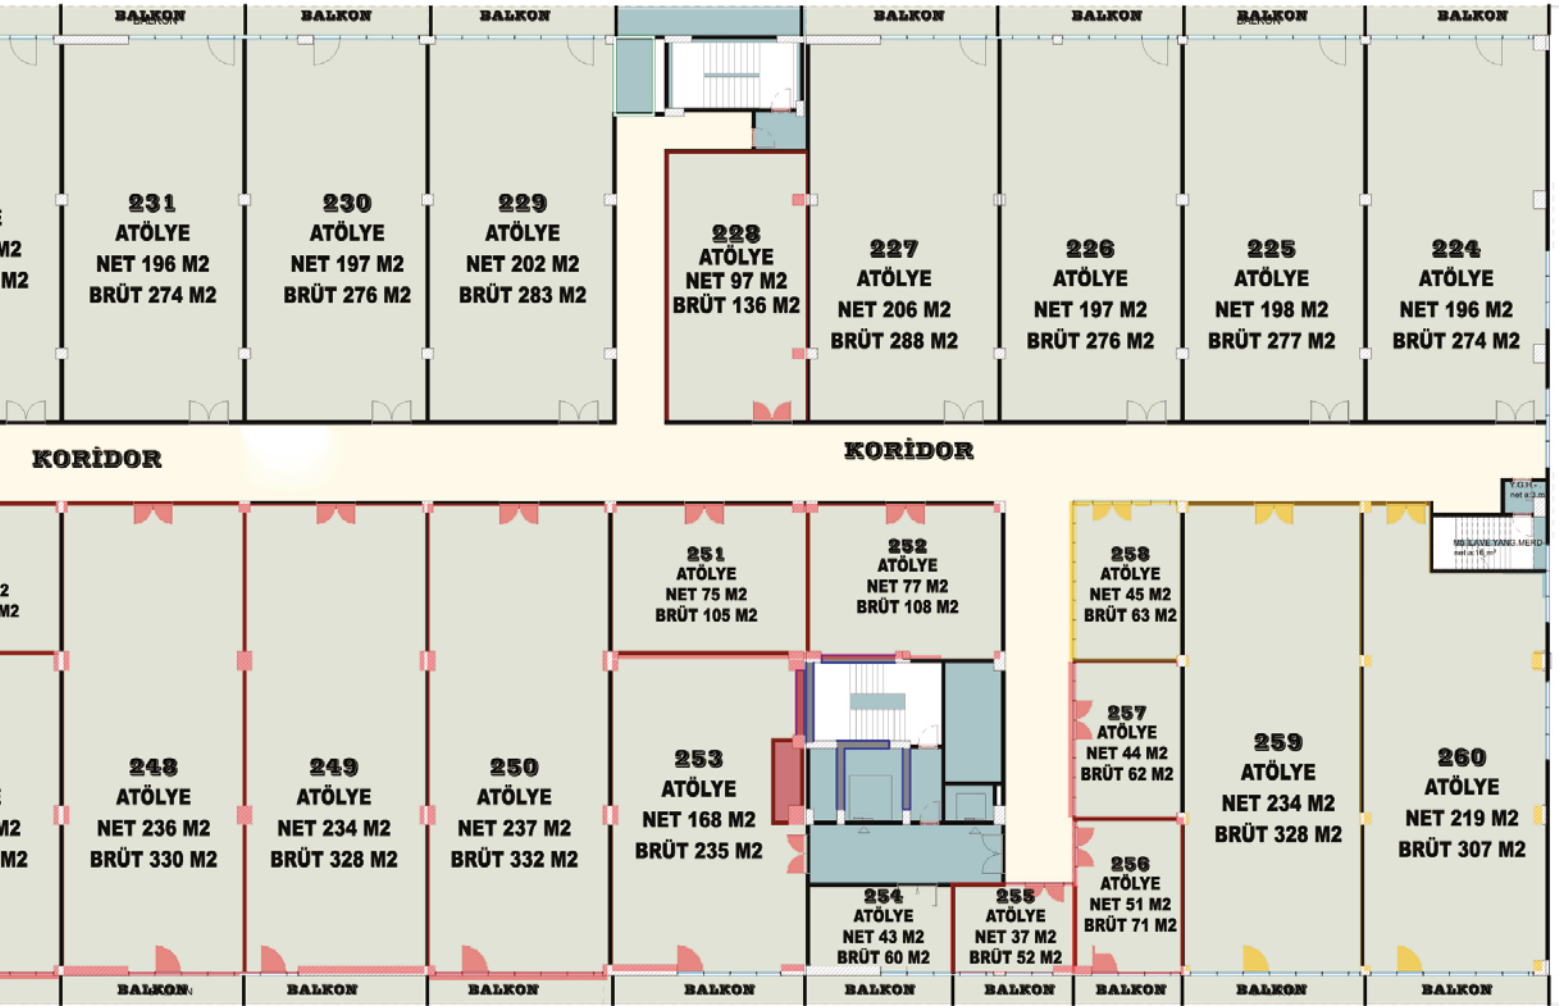 BALKON
BALKON
BALKON
BALKON
BALKON
BALKON
BALKON
BALKON
BALKON
231
ATÖLYE
NET 196 M2
BRÜT 274 M2
230
ATÖLYE
NET 197 M2
BRÜT 276 M2
229
ATÖLYE
NET 202 M2
BRÜT 283 M2
228
ATÖLYE
NET 97 M2
BRÜT 136 M2
227
ATÖLYE
NET 206 M2
BRÜT 288 M2
226
ATÖLYE
NET 197 M2
BRÜT 276 M2
225
ATÖLYE
NET 198 M2
BRÜT 277 M2
224
ATÖLYE
NET 196 M2
BRÜT 274 M2
E
M2
M2
KORİDOR
KORİDOR
Y.G.H.-
2
M2
251
ATÖLYE
NET 75 M2
BRÜT 105 M2
252
ATÖLYE
NET 77 M2
BRÜT 108 M2
258
ATÖLYE
NET 45 M2
BRÜT 63 M2
257
ATÖLYE
NET 44 M2
BRÜT 62 M2
E
M2
M2
248
ATÖLYE
NET 236 M2
BRÜT 330 M2
249
ATÖLYE
NET 234 M2
BRÜT 328 M2
250
ATÖLYE
NET 237 M2
BRÜT 332 M2
253
ATÖLYE
NET 168 M2
BRÜT 235 M2
259
ATÖLYE
NET 234 M2
BRÜT 328 M2
260
ATÖLYE
NET 219 M2
BRÜT 307 M2
256
ATÖLYE
NET 51 M2
BRÜT 71 M2
254
ATÖLYE
NET 43 M2
BRÜT 60 M2
255
ATÖLYE
NET 37 M2
BRÜT 52 M2
BALKON
BALKON
BALKON
BALKON
BALKON
BALKON
BALKON
BALKON
BALKON